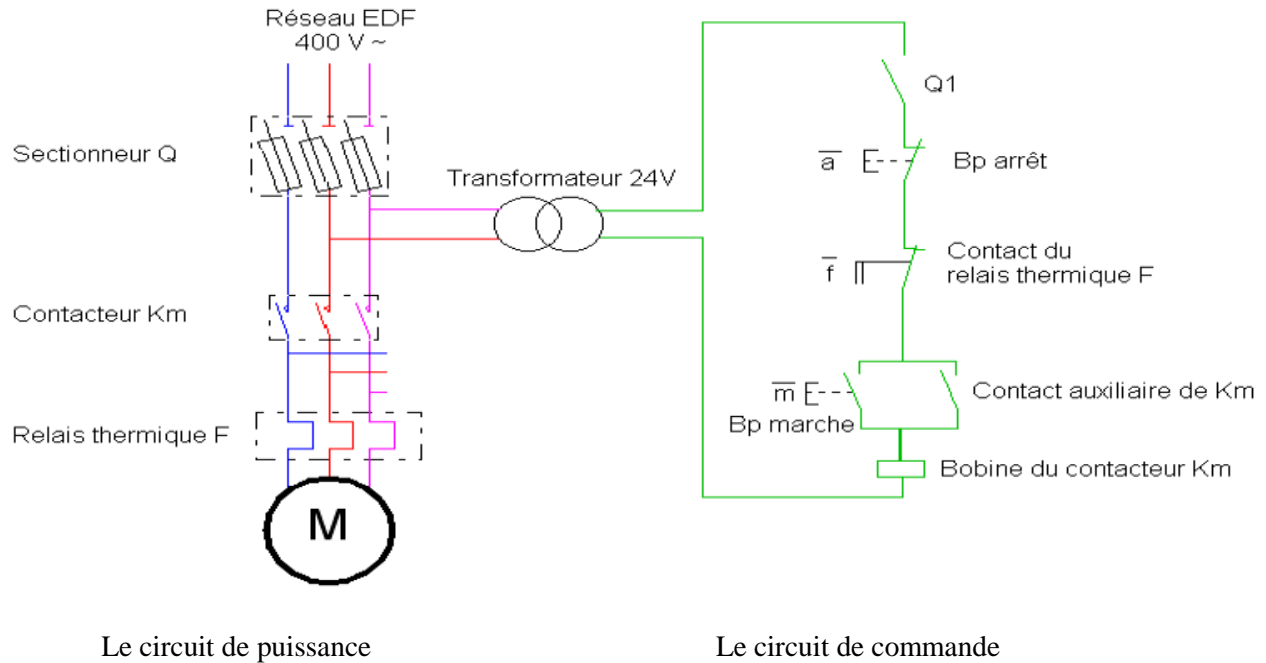 Réseau EDF
400 V ~
Sectionneur Q
Transformateur 24V
Contacteur Km
Relais thermique F
M
Q1
a
Bp arrêt
f
Contact du
relais thermique F
m
Bp marche
Contact auxiliaire de Km
Bobine du contacteur Km
Le circuit de puissance
Le circuit de commande